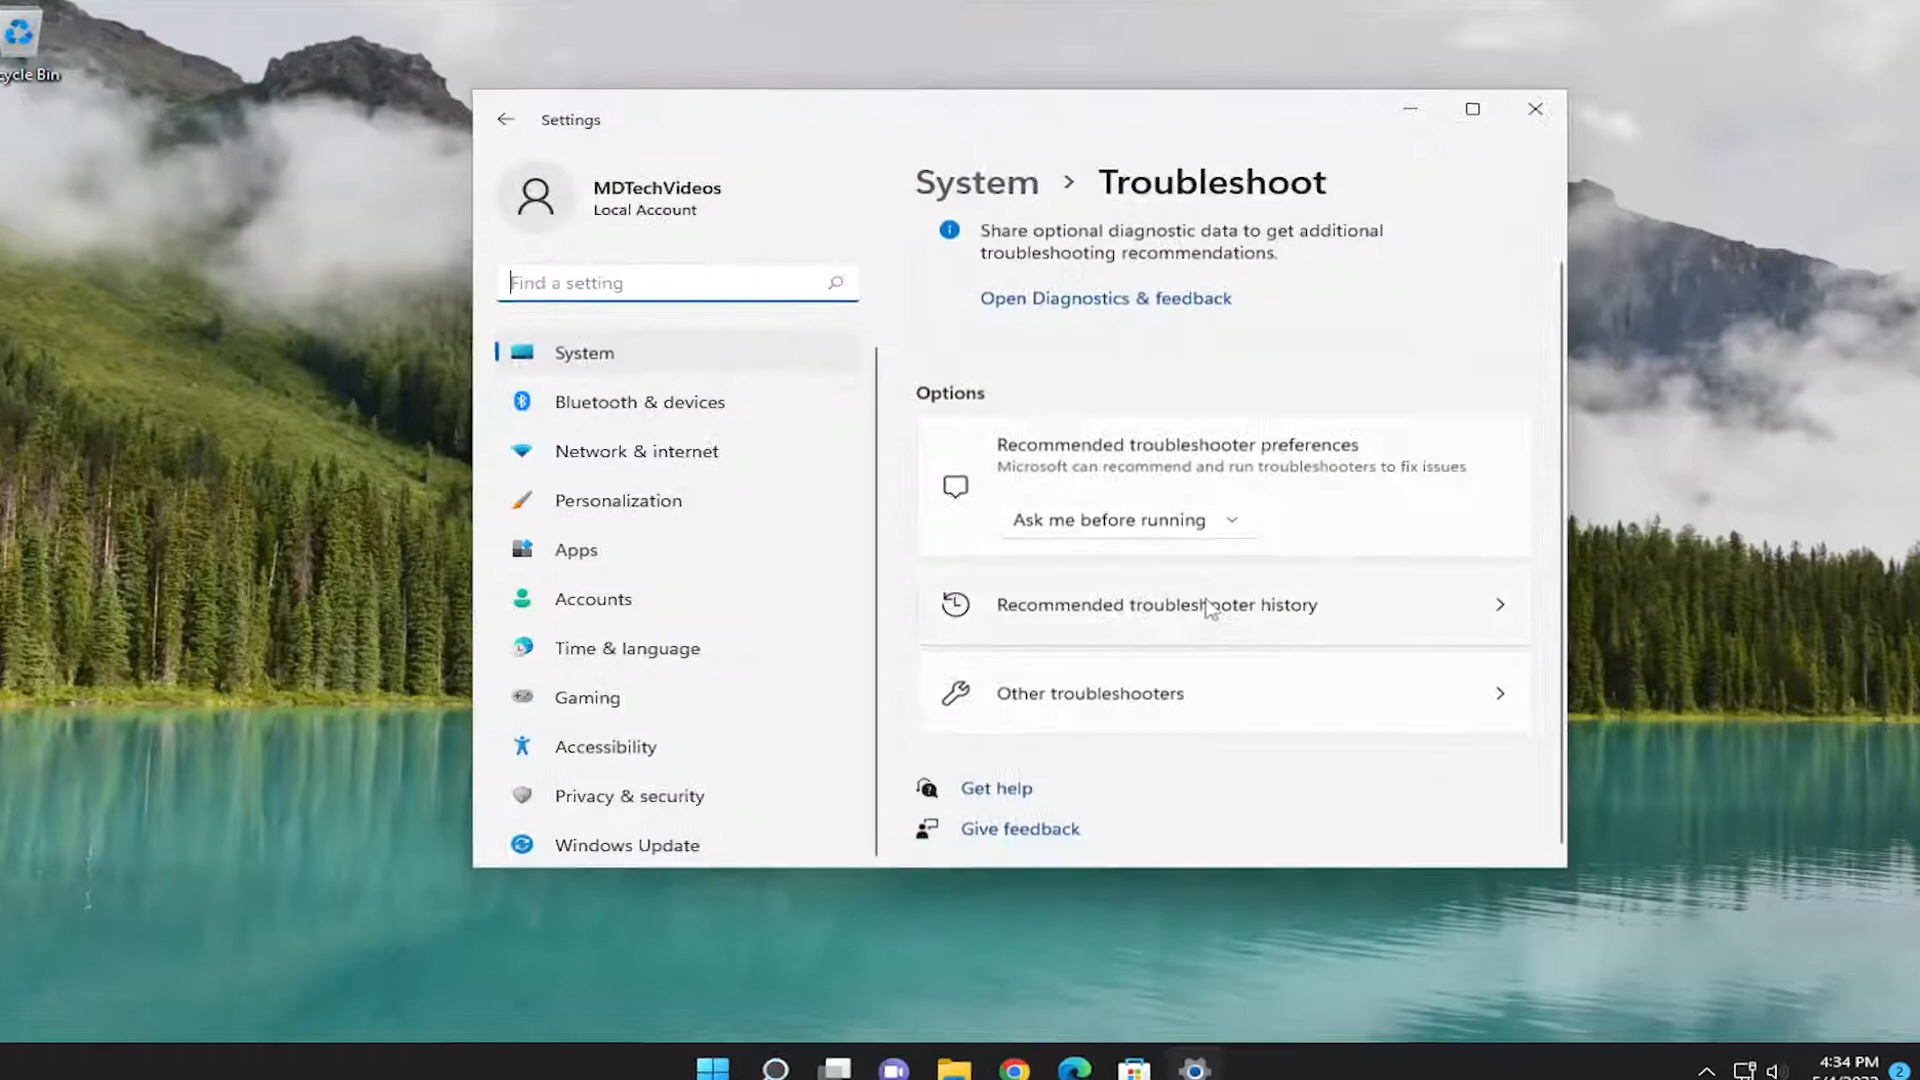 cycle Bin
Settings
MDTechVideos
Local Account
Find a setting
System
Bluetooth & devices
Network & internet
Personalization
Apps
Accounts
Time & language
Gaming
Accessibility
Privacy & security
Windows Update
System > Troubleshoot
Share optional diagnostic data to get additional
troubleshooting recommendations.
Open Diagnostics & feedback
Options
Recommended troubleshooter preferences
Microsoft can recommend and run troubleshooters to fix issues
Ask me before running
Recommended troubleshooter history
Other troubleshooters
Get help
Give feedback
4:34 PM
2